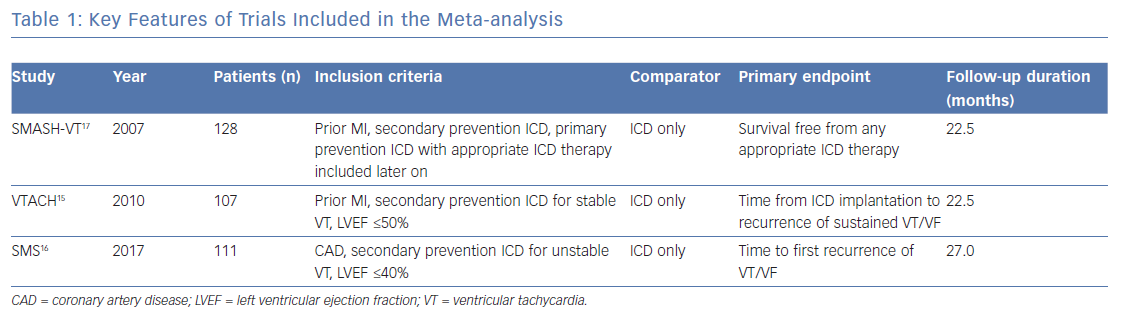 Table 1: Key Features of Trials Included in the Meta-analysis
Study Year Patients (n) Inclusion criteria Comparator Primary endpoint Follow-up duration
(months)
SMASH-VT¹⁷ 2007 128 Prior MI, secondary prevention ICD, primary ICD only Survival free from any 22.5
prevention ICD with appropriate ICD therapy appropriate ICD therapy
included later on
VTACH¹⁵ 2010 107 Prior MI, secondary prevention ICD for stable ICD only Time from ICD implantation to 22.5
VT, LVEF ≤50% recurrence of sustained VT/VF
SMS¹⁶ 2017 111 CAD, secondary prevention ICD for unstable ICD only Time to first recurrence of 27.0
VT, LVEF ≤40% VT/VF
CAD = coronary artery disease; LVEF = left ventricular ejection fraction; VT = ventricular tachycardia.